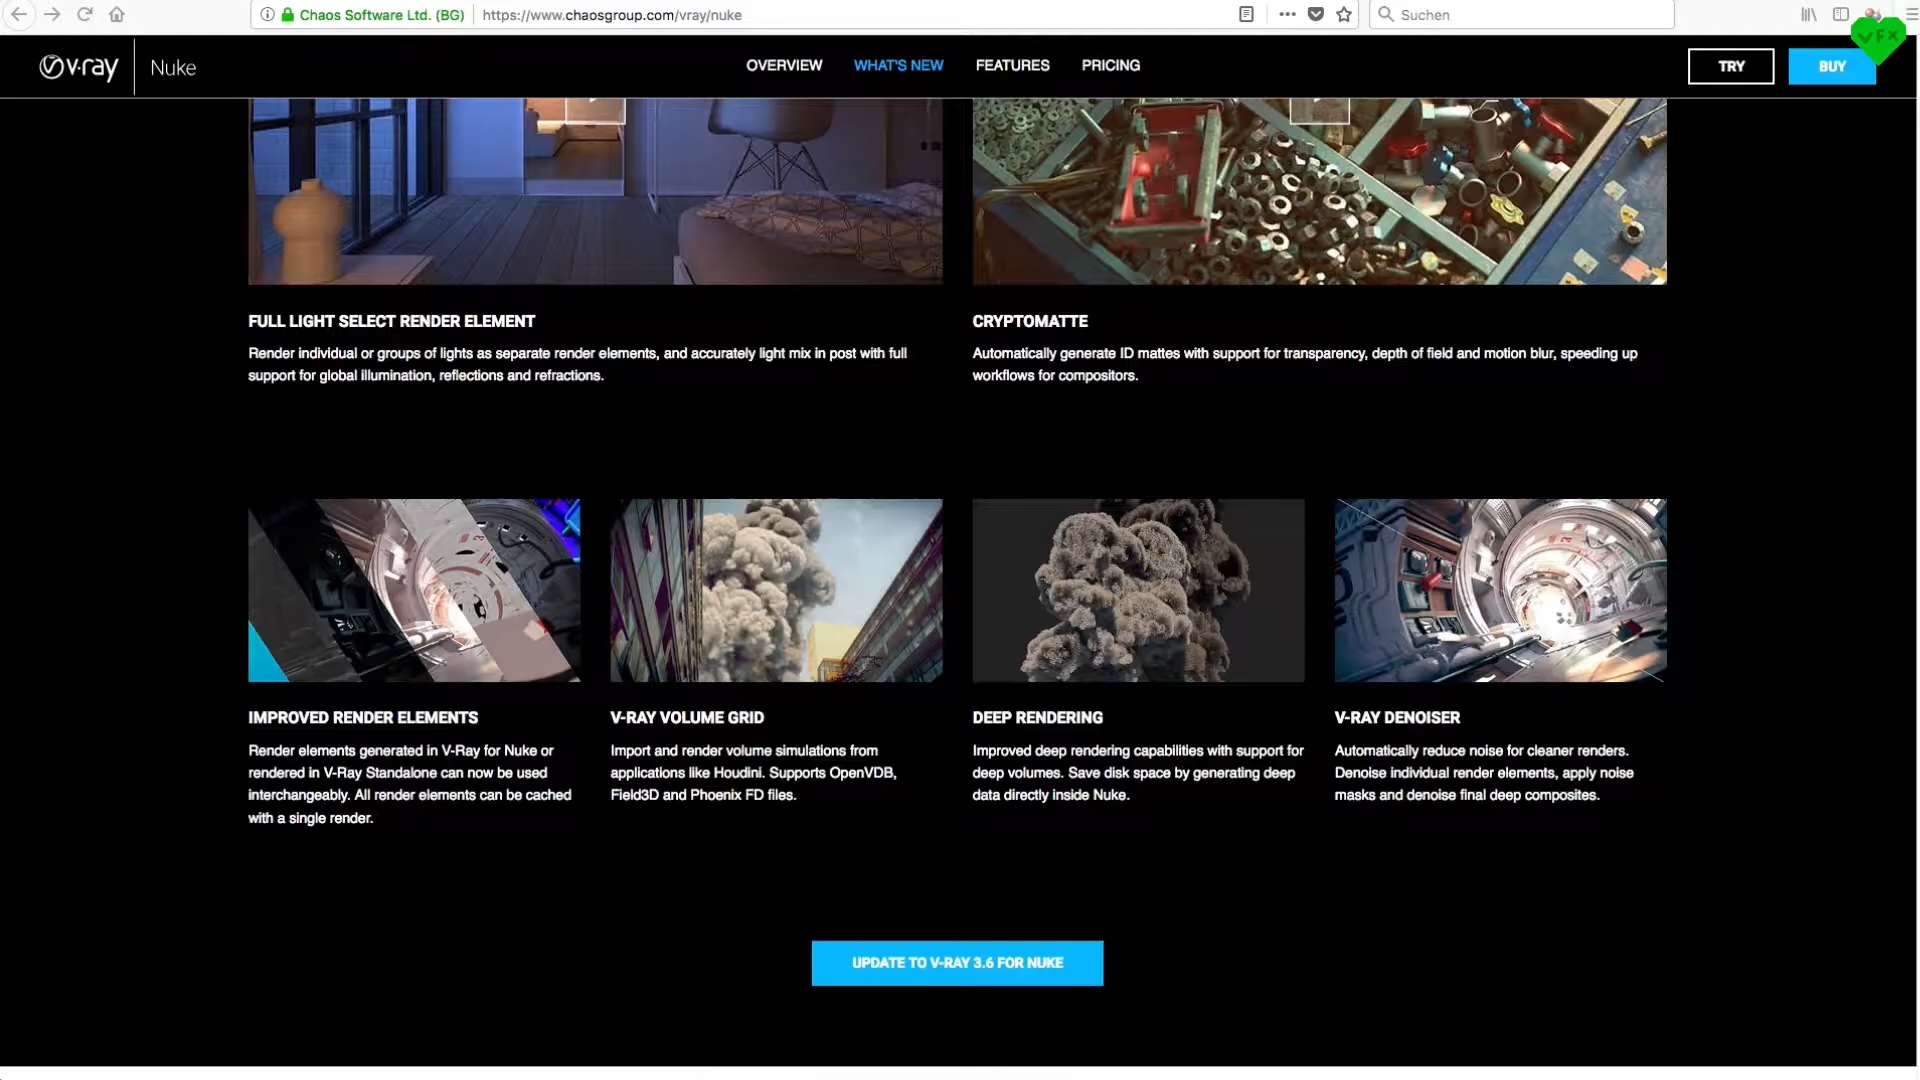 Chaos Software Ltd. (BG)
https://www.chaosgroup.com/vray/nuke
Suchen
VFX
v·ray
Nuke
OVERVIEW
WHAT'S NEW
FEATURES
PRICING
TRY
BUY
FULL LIGHT SELECT RENDER ELEMENT
Render individual or groups of lights as separate render elements, and accurately light mix in post with full
support for global illumination, reflections and refractions.
CRYPTOMATTE
Automatically generate ID mattes with support for transparency, depth of field and motion blur, speeding up
workflows for compositors.
IMPROVED RENDER ELEMENTS
Render elements generated in V-Ray for Nuke or
rendered in V-Ray Standalone can now be used
interchangeably. All render elements can be cached
with a single render.
V-RAY VOLUME GRID
Import and render volume simulations from
applications like Houdini. Supports OpenVDB,
Field3D and Phoenix FD files.
DEEP RENDERING
Improved deep rendering capabilities with support for
deep volumes. Save disk space by generating deep
data directly inside Nuke.
V-RAY DENOISER
Automatically reduce noise for cleaner renders.
Denoise individual render elements, apply noise
masks and denoise final deep composites.
UPDATE TO V-RAY 3.6 FOR NUKE